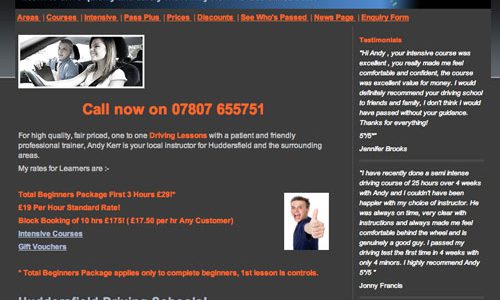 Areas | Courses | Intensive | Pass Plus | Prices | Discounts | See Who's Passed | News Page | Enquiry Form
Call now on 07807 655751
For high quality, fair priced, one to one Driving Lessons with a patient and friendly
professional trainer, Andy Kerr is your local instructor for Huddersfield and the surrounding
areas.
My rates for Learners are :-
Total Beginners Package First 3 Hours £29!*
£19 Per Hour Standard Rate!
Block Booking of 10 hrs £175! ( £17.50 per hr Any Customer)
Intensive Courses
Gift Vouchers
* Total Beginners Package applies only to complete beginners, 1st lesson is controls.
Huddersfield Driving Schools!
Testimonials
"Hi Andy , your intensive course was
excellent , you really made me feel
comfortable and confident, the course
was excellent value for money. I would
definitely recommend your driving school
to friends and family, I don't think I would
have passed without your guidance.
Thanks for everything!
5*/5*"
Jennifer Brooks
"I have recently done a semi intense
driving course of 25 hours over 4 weeks
with Andy and I couldn't have been
happier with my choice of instructor. He
was always on time, very clear with
instructions and always made me feel
comfortable behind the wheel and is
genuinely a good guy. I passed my
driving test the first time in 4 weeks with
only 4 minors. I highly recommend Andy
5*/5 "
Jonny Francis